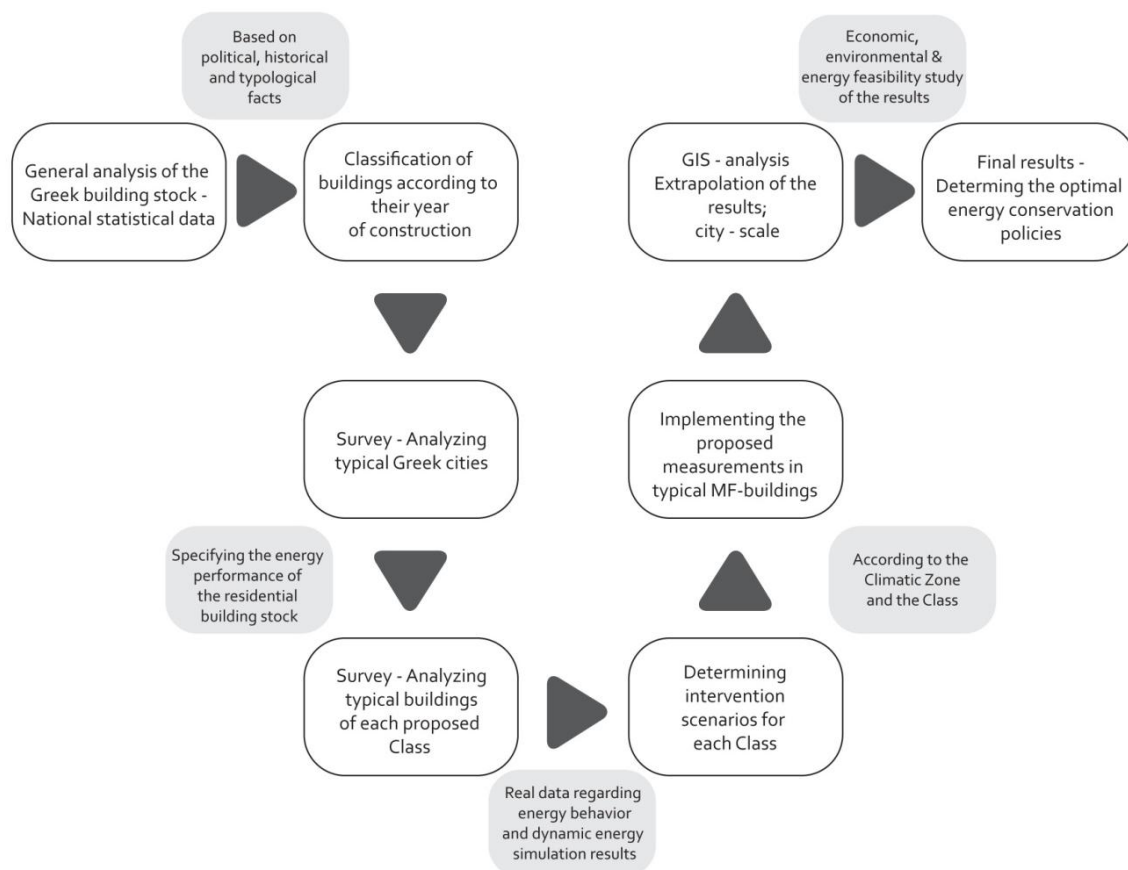 Based on
political, historical
and typological
facts
Economic,
environmental &
energy feasibility study
of the results
General analysis of the
Greek building stock -
National statistical data
Classification of
buildings according to
their year
of construction
GIS - analysis
Extrapolation of the
results;
city - scale
Final results -
Determing the optimal
energy conservation
policies
Survey - Analyzing
typical Greek cities
Implementing the
proposed
measurements in
typical MF-buildings
Specifying the energy
performance of
the residential
building stock
According to the
Climatic Zone
and the Class
Survey - Analyzing
typical buildings
of each proposed
Class
Determining
intervention
scenarios for
each Class
Real data regarding
energy behavior
and dynamic energy
simulation results